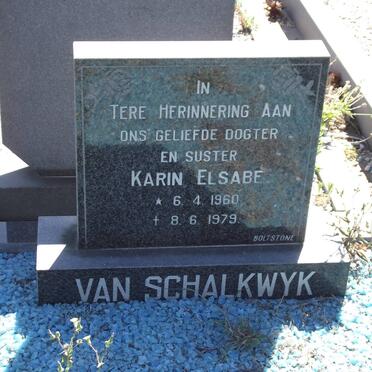 IN
TERE HERINNERING AAN
ONS GELIEFDE DOGTER
EN SUSTER
KARIN ELSABE
* 6.4.1960
† 8.6.1979
BOLTSTONE
VAN SCHALKWYK